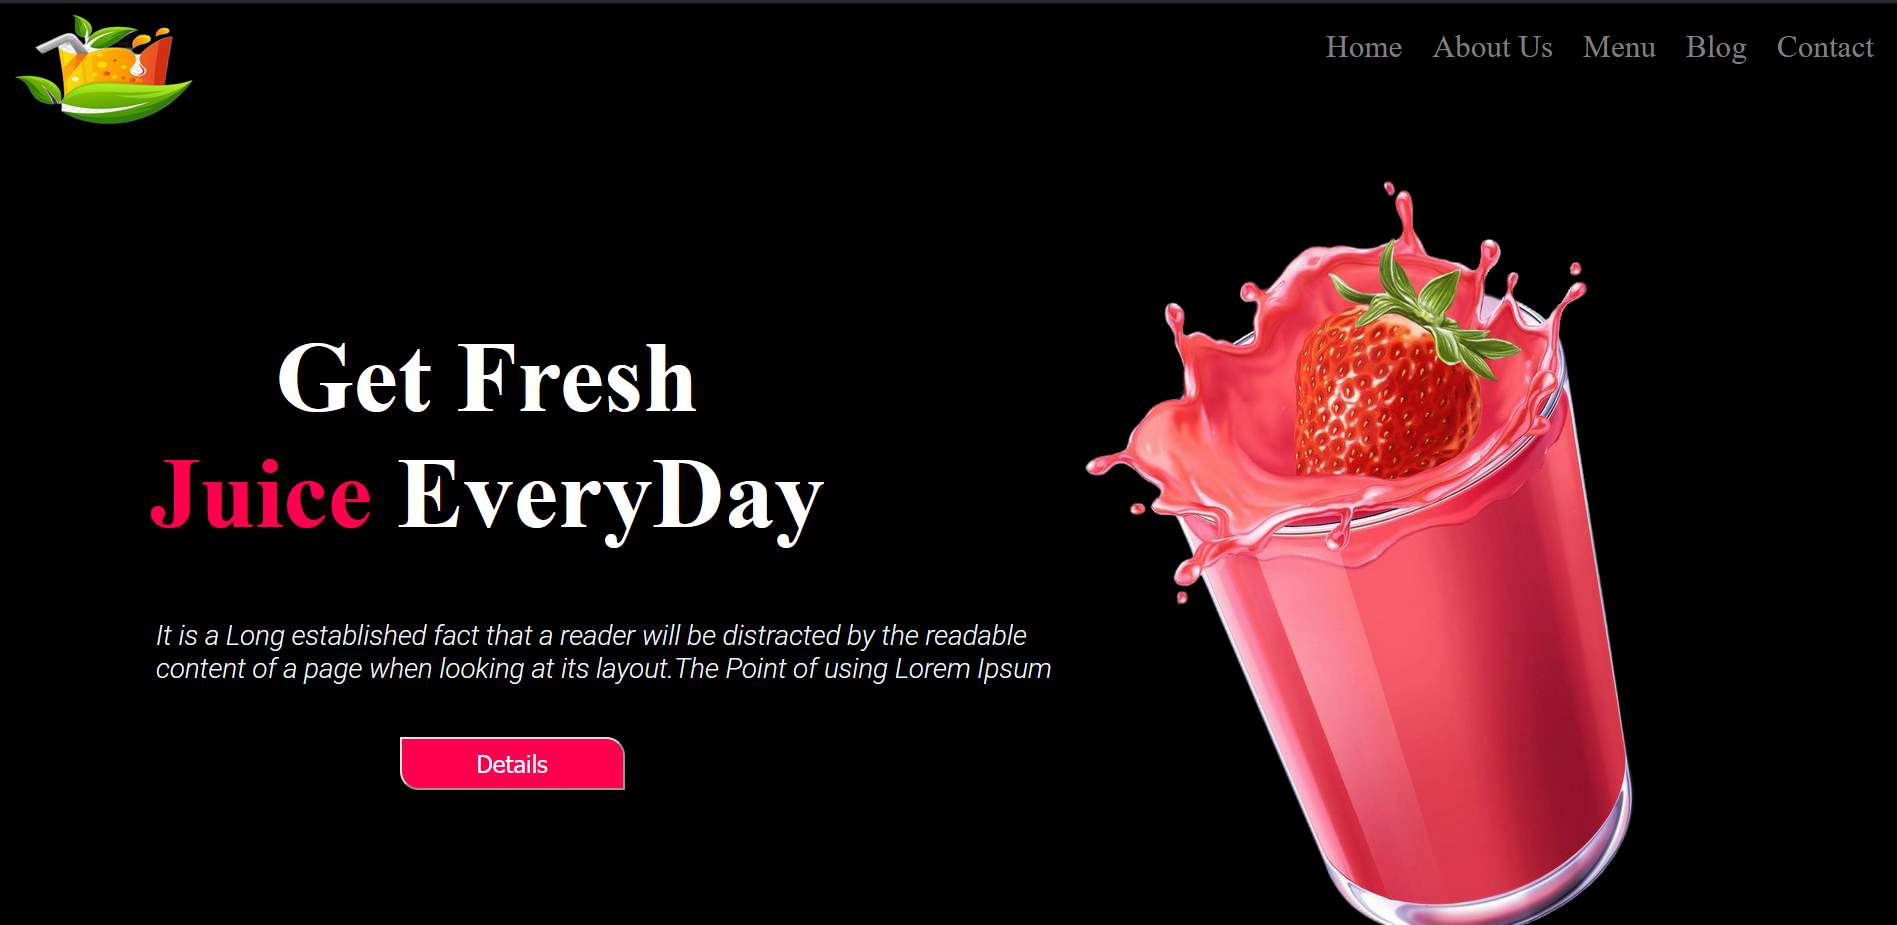 Home About Us Menu Blog Contact
Get Fresh
Juice EveryDay
It is a Long established fact that a reader will be distracted by the readable
content of a page when looking at its layout.The Point of using Lorem Ipsum
Details